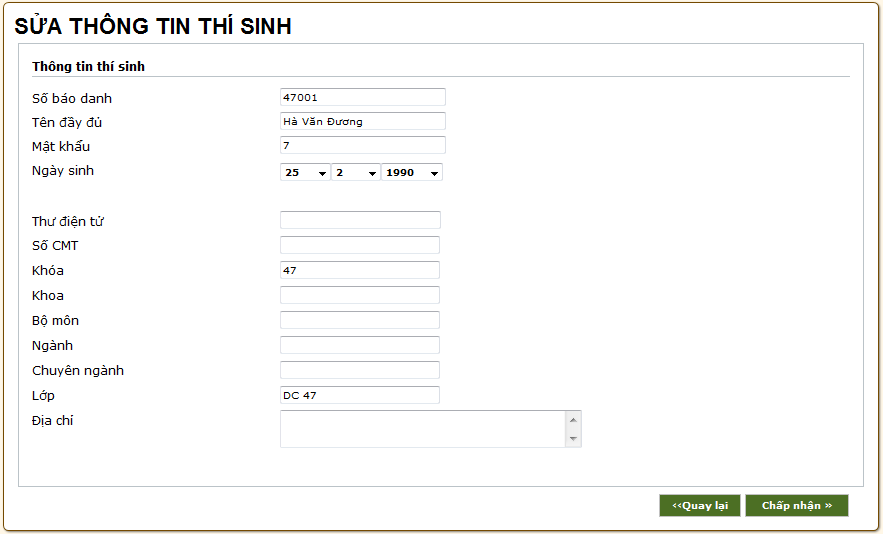 SỬA THÔNG TIN THÍ SINH
Thông tin thí sinh
Số báo danh 47001
Tên đầy đủ Hà Văn Đương
Mật khẩu 7
Ngày sinh 25 2 1990
Thư điện tử
Số CMT
Khóa 47
Khoa
Bộ môn
Ngành
Chuyên ngành
Lớp DC 47
Địa chỉ
‹‹Quay lại Chấp nhận »